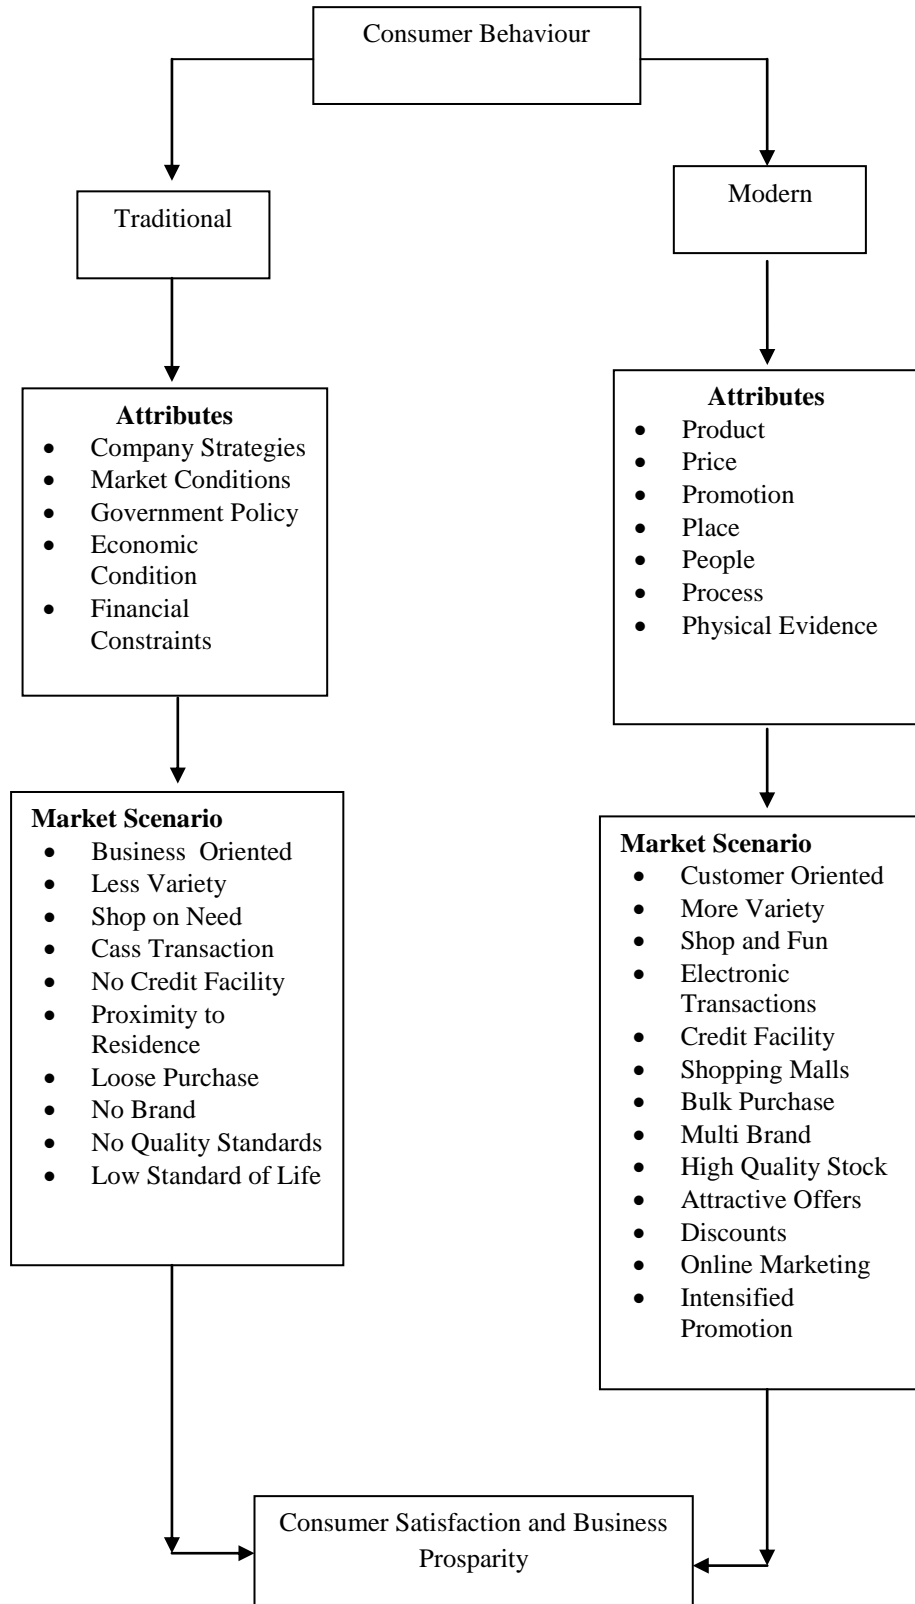 Consumer Behaviour
Traditional
Modern
Attributes
• Company Strategies
• Market Conditions
• Government Policy
• Economic
Condition
• Financial
Constraints
Attributes
• Product
• Price
• Promotion
• Place
• People
• Process
• Physical Evidence
Market Scenario
• Business  Oriented
• Less Variety
• Shop on Need
• Cass Transaction
• No Credit Facility
• Proximity to
Residence
• Loose Purchase
• No Brand
• No Quality Standards
• Low Standard of Life
Market Scenario
• Customer Oriented
• More Variety
• Shop and Fun
• Electronic
Transactions
• Credit Facility
• Shopping Malls
• Bulk Purchase
• Multi Brand
• High Quality Stock
• Attractive Offers
• Discounts
• Online Marketing
• Intensified
Promotion
Consumer Satisfaction and Business
Prosparity